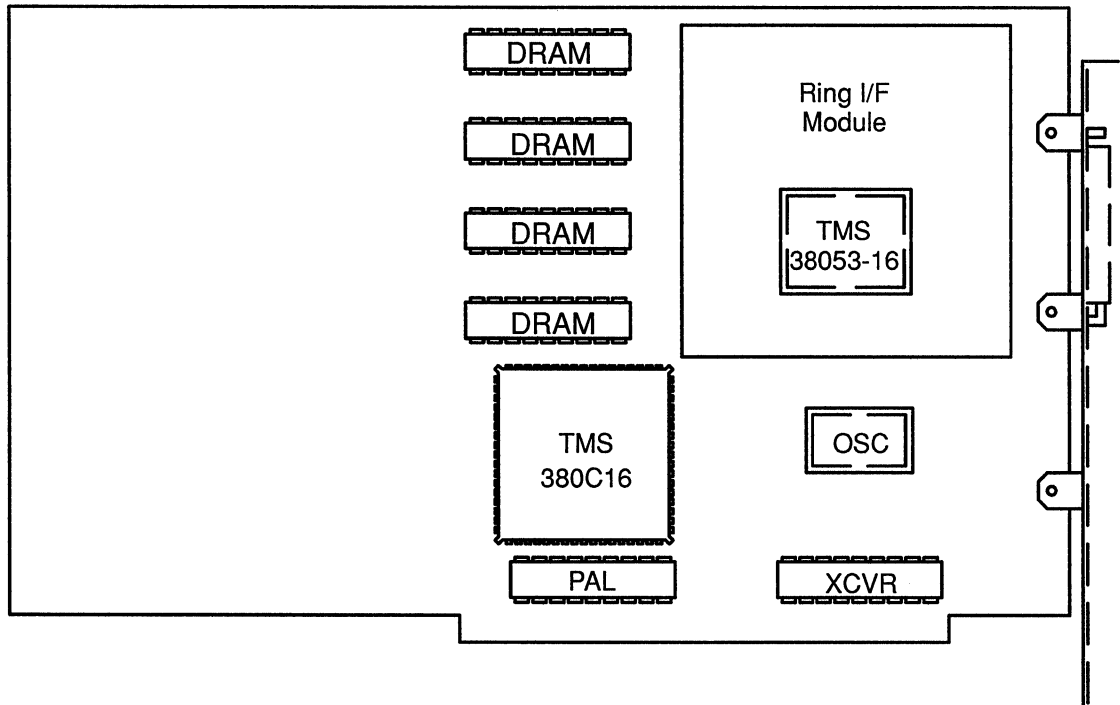 DRAM
DRAM
DRAM
DRAM
Ring I/F
Module
TMS
38053-16
TMS
380C16
OSC
PAL
XCVR